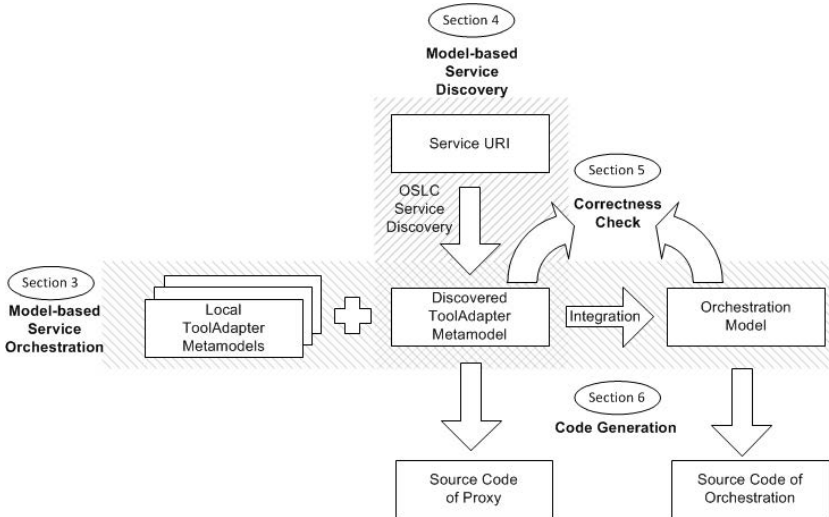 Section 4
Model-based
Service
Discovery
Service URI
OSLC
Service
Discovery
Section 5
Correctness
Check
Section 3
Model-based
Service
Orchestration
Local
ToolAdapter
Metamodels
Discovered
ToolAdapter
Metamodel
Integration
Orchestration
Model
Section 6
Code Generation
Source Code
of Proxy
Source Code of
Orchestration